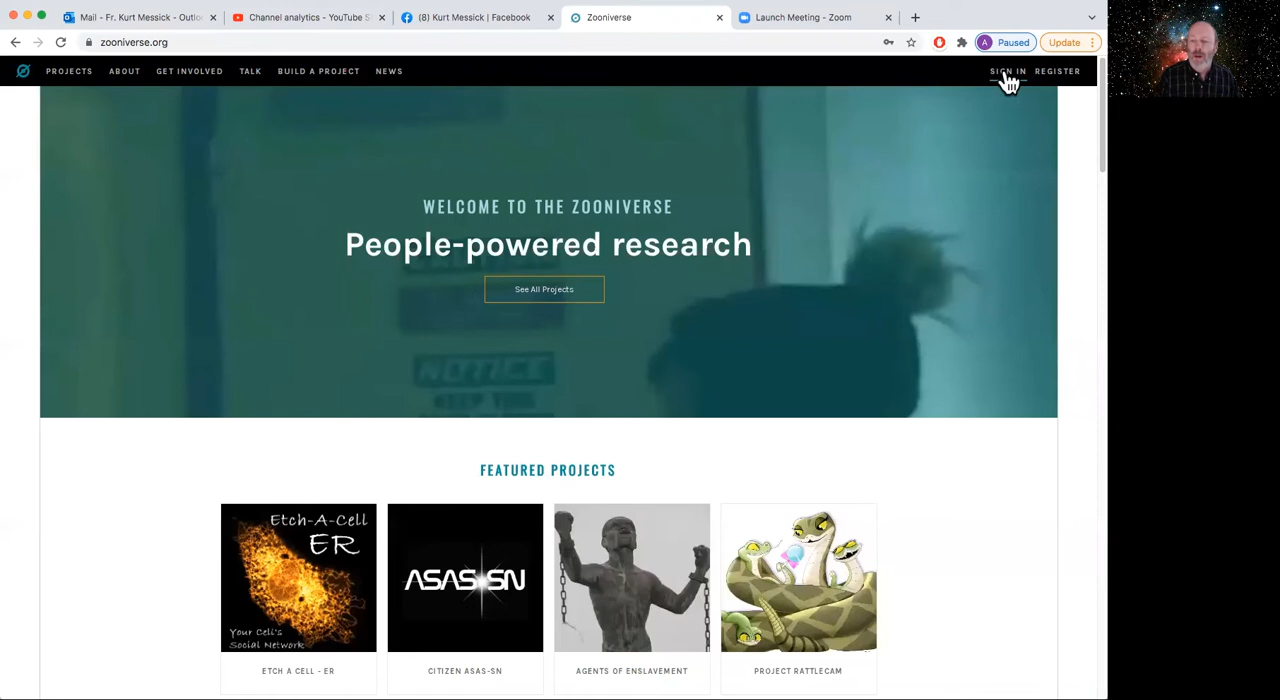 Mail - Fr. Kurt Messick - Outlo
Channel analytics - YouTube S
(8) Kurt Messick | Facebook
Zooniverse
Launch Meeting - Zoom
zooniverse.org
A
Paused
Update
PROJECTS
ABOUT
GET INVOLVED
TALK
BUILD A PROJECT
NEWS
SIGN IN
REGISTER
WELCOME TO THE ZOONIVERSE
People-powered research
See All Projects
NOTICE
KEEP THIS
FEATURED PROJECTS
Etch-A-Cell
ER
Your Cell's
Social Network
ASAS-SN
ETCH A CELL - ER
CITIZEN ASAS-SN
AGENTS OF ENSLAVEMENT
PROJECT RATTLECAM